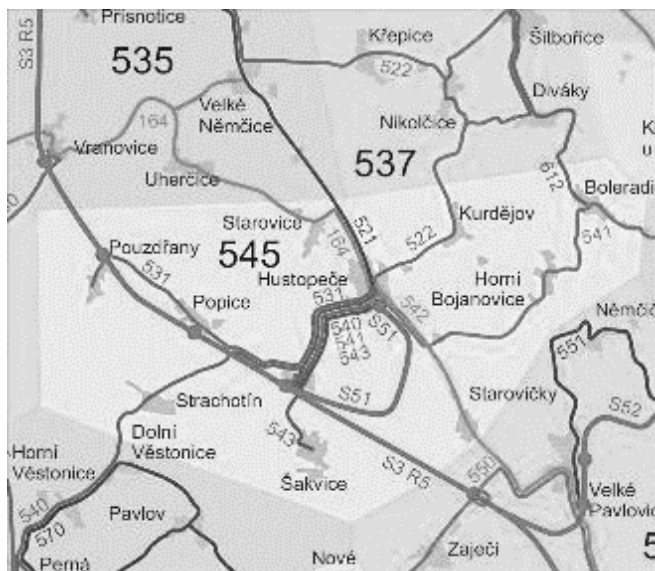 Přísnotice
S3 R5
535
Křepice
Šitbořice
522
Diváky
Velké
Němčice
164
Nikolčice
Vranovice
537
Uherčice
612
Boleradi
Starovice
Kurdějov
521
164
522
541
Pouzdřany
545
531
Hustopeče
Horní
Bojanovice
Popice
531
542
S51
540
541
543
Němčič
551
S51
Starovičky
S52
Strachotín
Dolní
Věstonice
543
S3 R5
550
Horní
Věstonice
Šakvice
Velké
Pavlovic
540
570
Pavlov
Perná
Nové
Zaječí
5